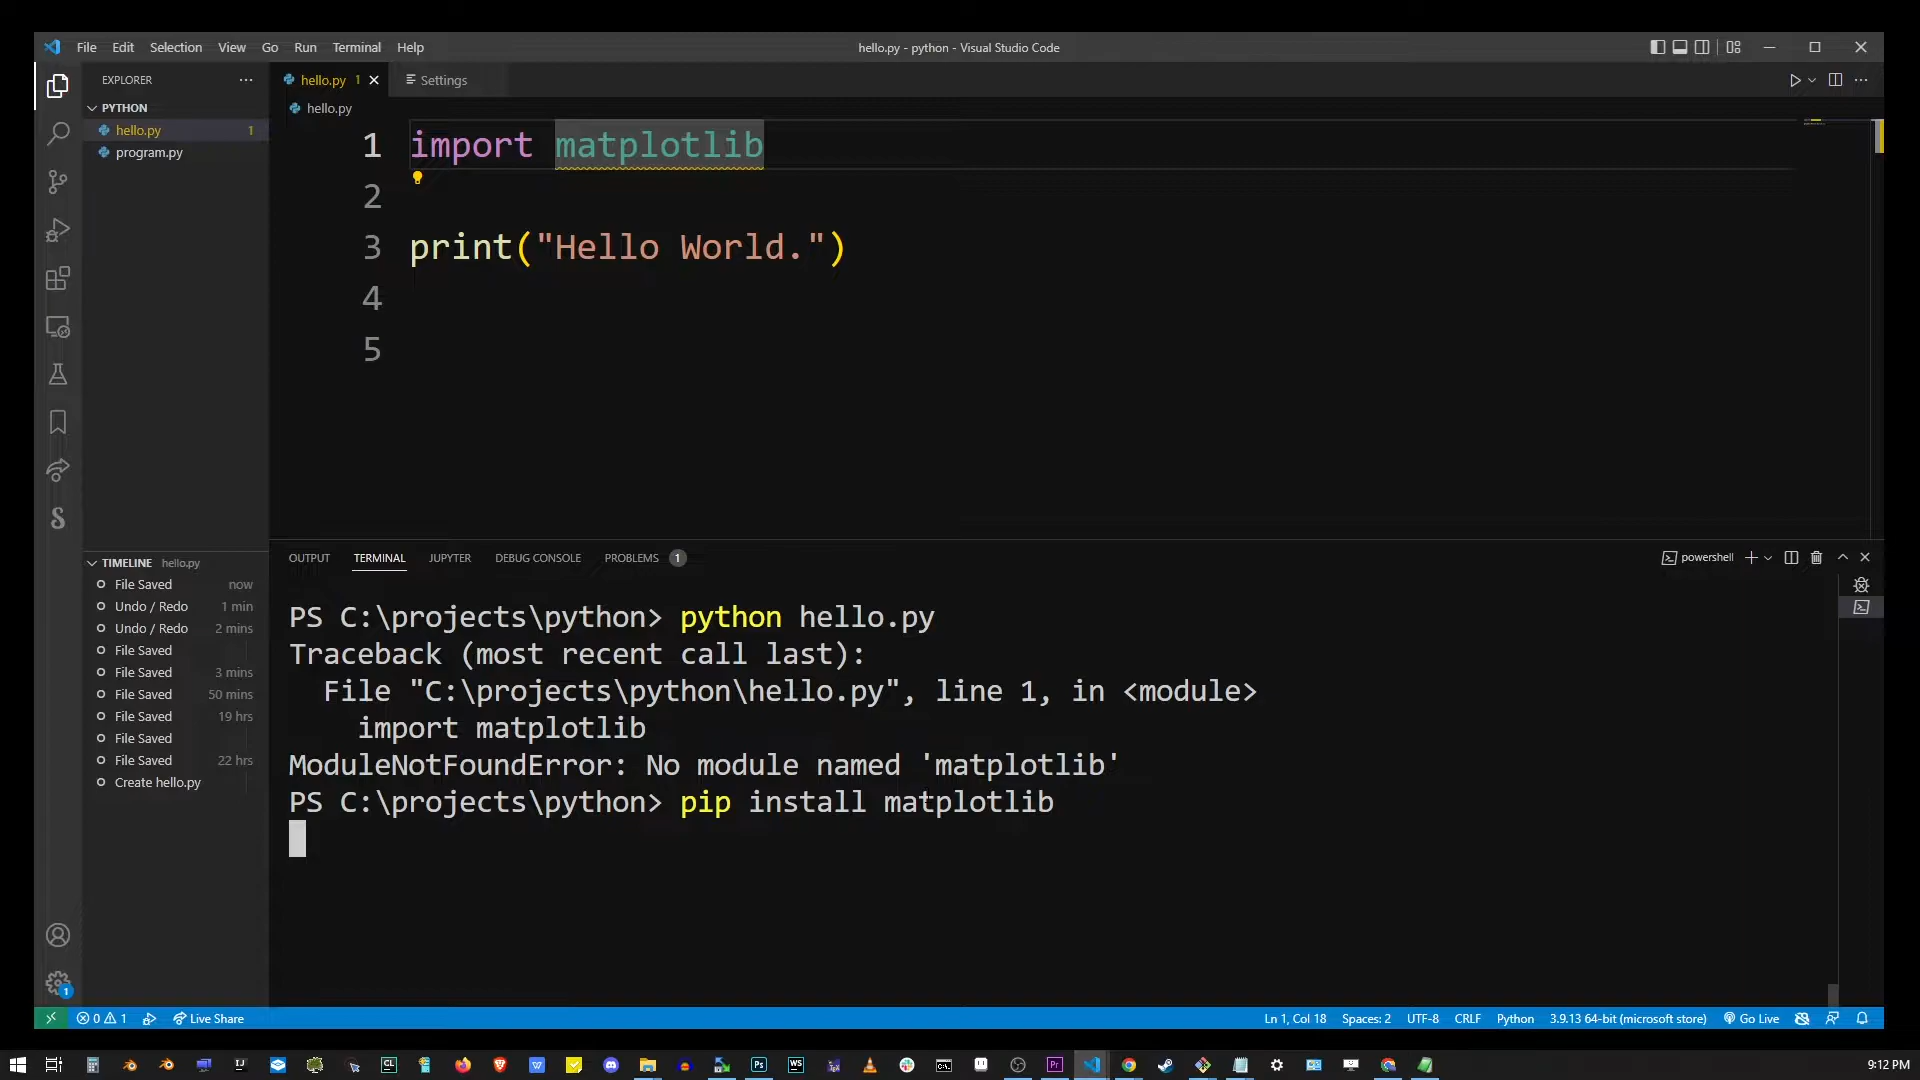 File Edit Selection View Go Run Terminal Help
hello.py - python - Visual Studio Code
EXPLORER
hello.py 1
Settings
PYTHON
hello.py
hello.py 1
program.py
1 import matplotlib
2
3 print("Hello World.")
4
5
TIMELINE hello.py
File Saved now
Undo / Redo 1 min
Undo / Redo 2 mins
File Saved
File Saved 3 mins
File Saved 50 mins
File Saved 19 hrs
File Saved
File Saved 22 hrs
Create hello.py
OUTPUT TERMINAL JUPYTER DEBUG CONSOLE PROBLEMS 1
powershell
PS C:\projects\python> python hello.py
Traceback (most recent call last):
File "C:\projects\python\hello.py", line 1, in <module>
import matplotlib
ModuleNotFoundError: No module named 'matplotlib'
PS C:\projects\python> pip install matplotlib
1
0 1 Live Share
Ln 1, Col 18 Spaces: 2 UTF-8 CRLF Python 3.9.13 64-bit (microsoft store) Go Live
9:12 PM